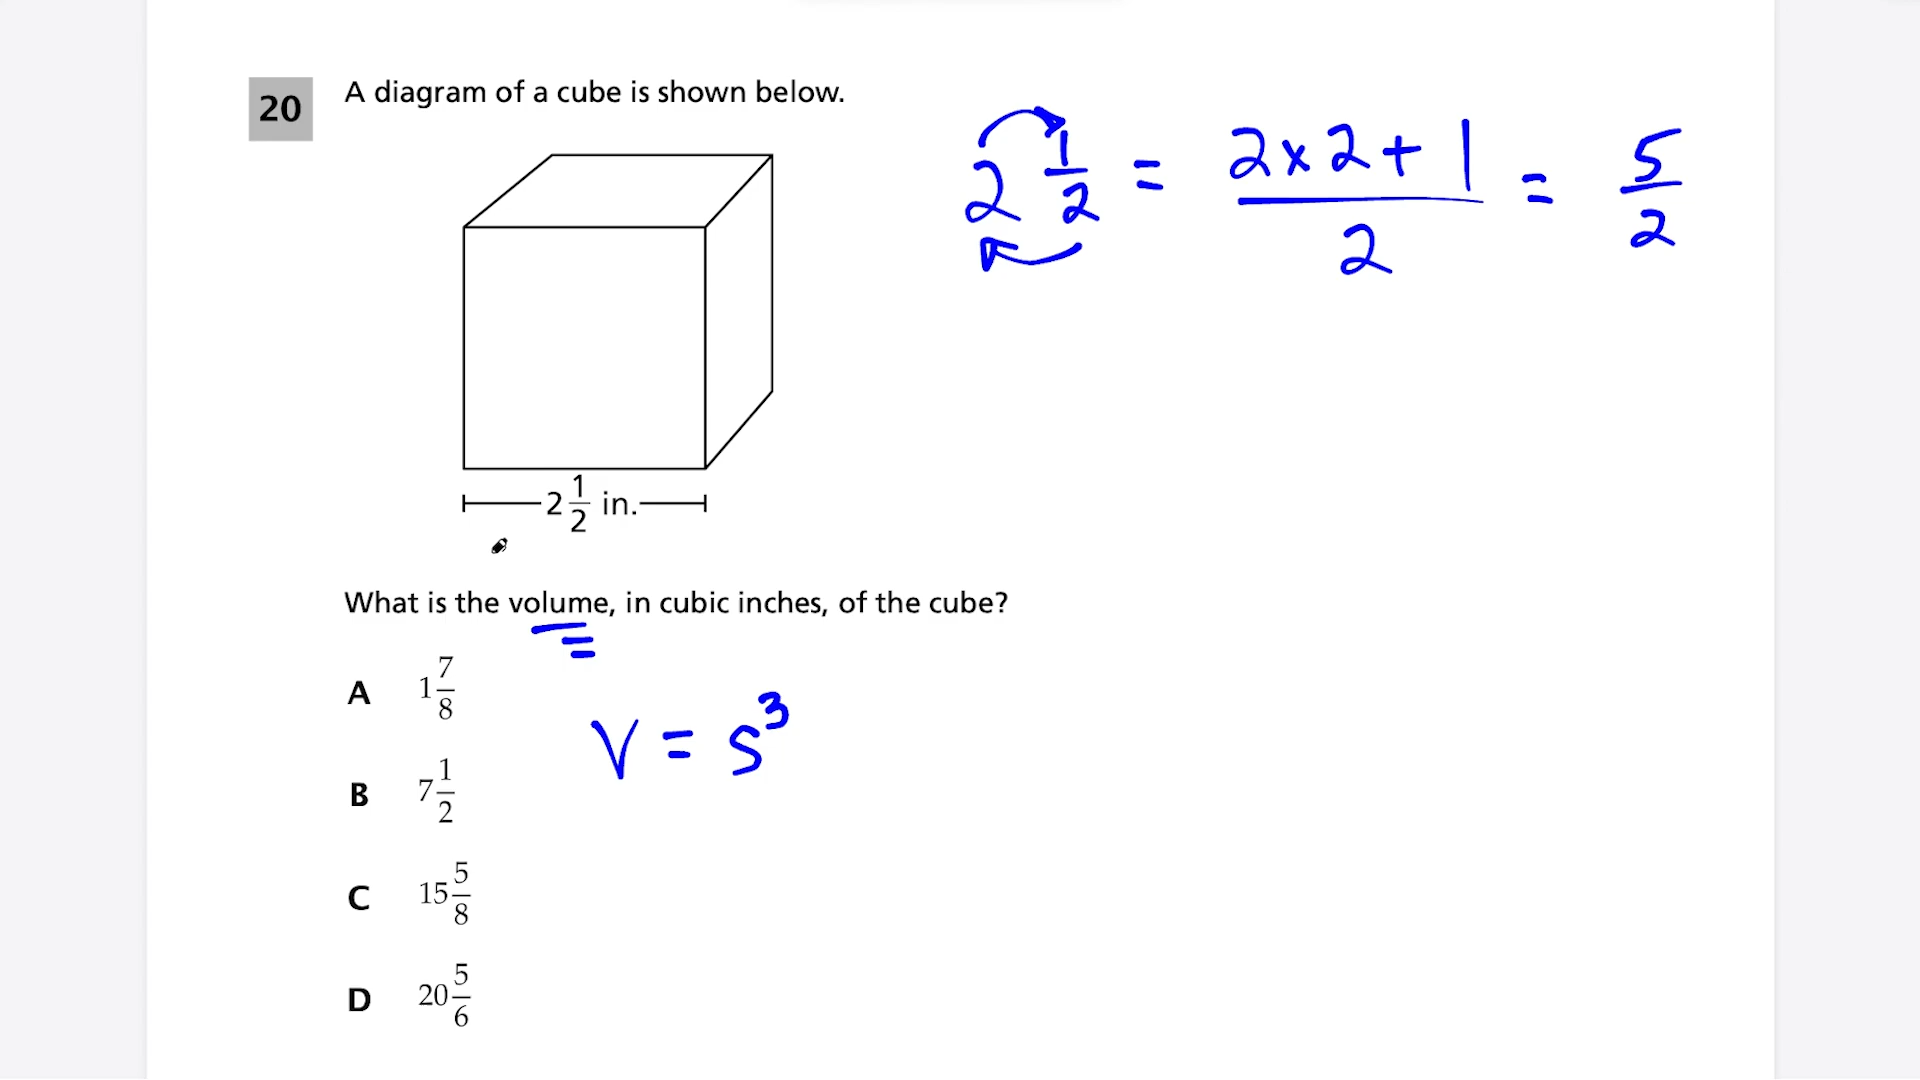 20 A diagram of a cube is shown below.
2 1/2 = (2 x 2 + 1)/2 = 5/2
2 1/2 in.
What is the volume, in cubic inches, of the cube?
A 1 7/8
V = s³
B 7 1/2
C 15 5/8
D 20 5/6